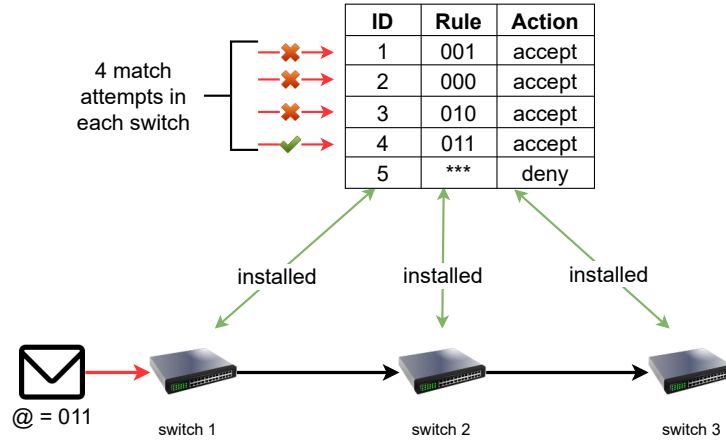 ID Rule Action
1 001 accept
2 000 accept
3 010 accept
4 011 accept
5 *** deny
4 match
attempts in
each switch
installed installed installed
@ = 011
switch 1 switch 2 switch 3